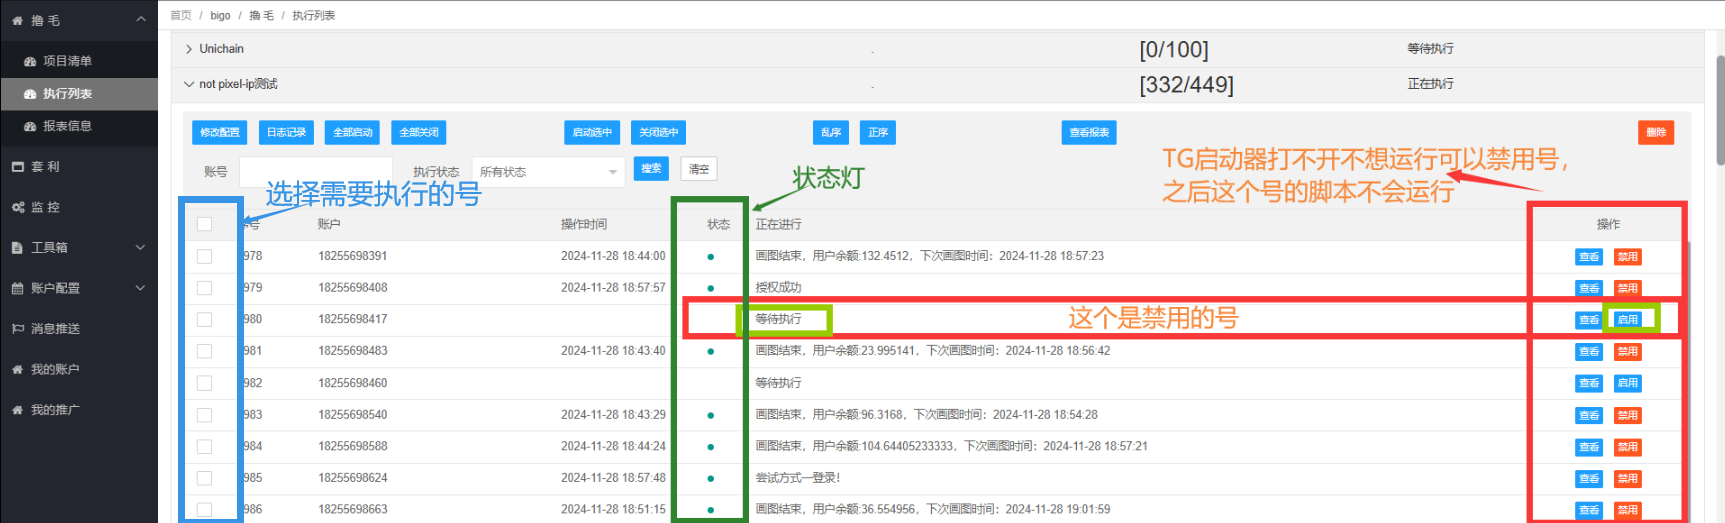 撸 毛
项目清单
执行列表
报表信息
套 利
监 控
工具箱
账户配置
消息推送
我的账户
我的推广
首页 / bigo / 撸 毛 / 执行列表
Unichain - [0/100] 等待执行
not pixel-ip测试 - [332/449] 正在执行
修改配置 日志记录 全部启动 全部关闭 启动选中 关闭选中 乱序 正序 查看报表 删除
账号 执行状态 所有状态 搜索 清空
选择需要执行的号
状态灯
TG启动器打不开不想运行可以禁用号，
之后这个号的脚本不会运行
号 账户 操作时间 状态 正在进行 操作
978 18255698391 2024-11-28 18:44:00 画图结束，用户余额:132.4512，下次画图时间：2024-11-28 18:57:23 查看 禁用
979 18255698408 2024-11-28 18:57:57 授权成功 查看 禁用
980 18255698417 等待执行 这个是禁用的号 查看 启用
981 18255698483 2024-11-28 18:43:40 画图结束，用户余额:23.995141，下次画图时间：2024-11-28 18:56:42 查看 禁用
982 18255698460 等待执行 查看 启用
983 18255698540 2024-11-28 18:43:29 画图结束，用户余额:96.3168，下次画图时间：2024-11-28 18:54:28 查看 禁用
984 18255698588 2024-11-28 18:44:24 画图结束，用户余额:104.64405233333，下次画图时间：2024-11-28 18:57:21 查看 禁用
985 18255698624 2024-11-28 18:57:48 尝试方式一登录！ 查看 禁用
986 18255698663 2024-11-28 18:51:15 画图结束，用户余额:36.554956，下次画图时间：2024-11-28 19:01:59 查看 禁用